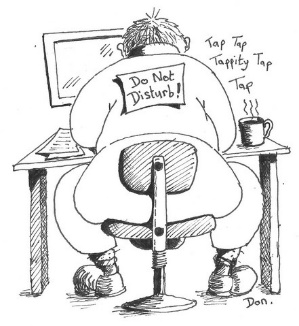 Tap Tap
Tappity Tap
Tap
Do Not
Disturb!
Don.